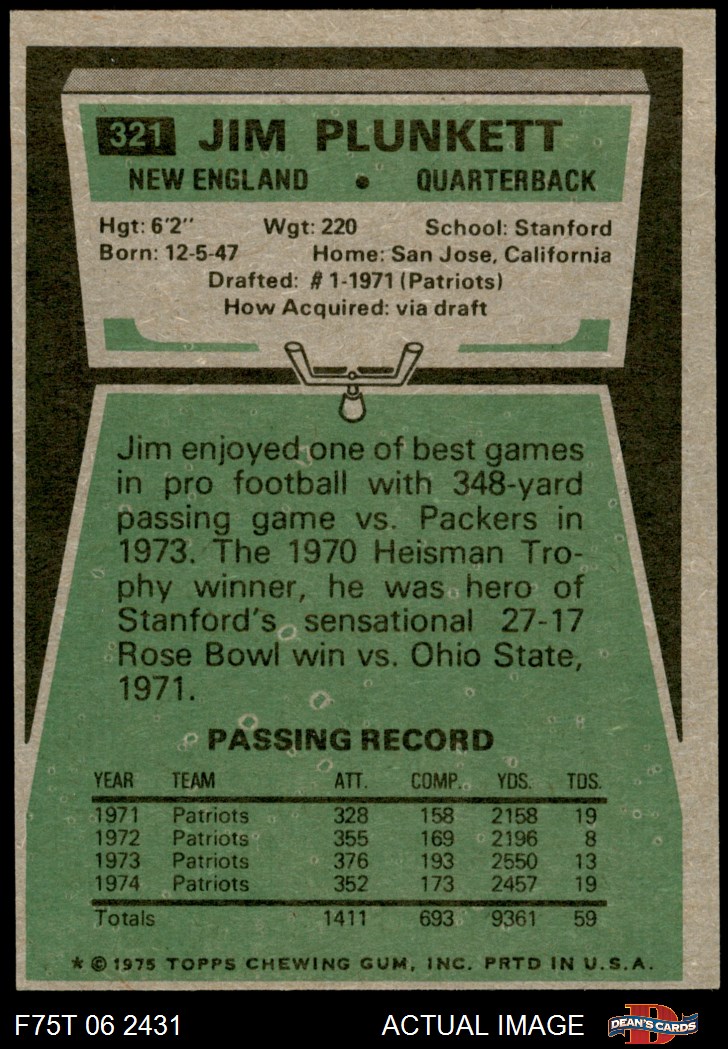 321 JIM PLUNKETT
NEW ENGLAND • QUARTERBACK
Hgt: 6'2" Wgt: 220 School: Stanford
Born: 12-5-47 Home: San Jose, California
Drafted: #1-1971 (Patriots)
How Acquired: via draft
Jim enjoyed one of best games
in pro football with 348-yard
passing game vs. Packers in
1973. The 1970 Heisman Tro-
phy winner, he was hero of
Stanford's sensational 27-17
Rose Bowl win vs. Ohio State,
1971.
PASSING RECORD
YEAR TEAM ATT. COMP. YDS. TDS.
1971 Patriots 328 158 2158 19
1972 Patriots 355 169 2196 8
1973 Patriots 376 193 2550 13
1974 Patriots 352 173 2457 19
Totals 1411 693 9361 59
* © 1975 TOPPS CHEWING GUM, INC. PRTD IN U.S.A.
F75T 06 2431 ACTUAL IMAGE D DEAN'S CARDS